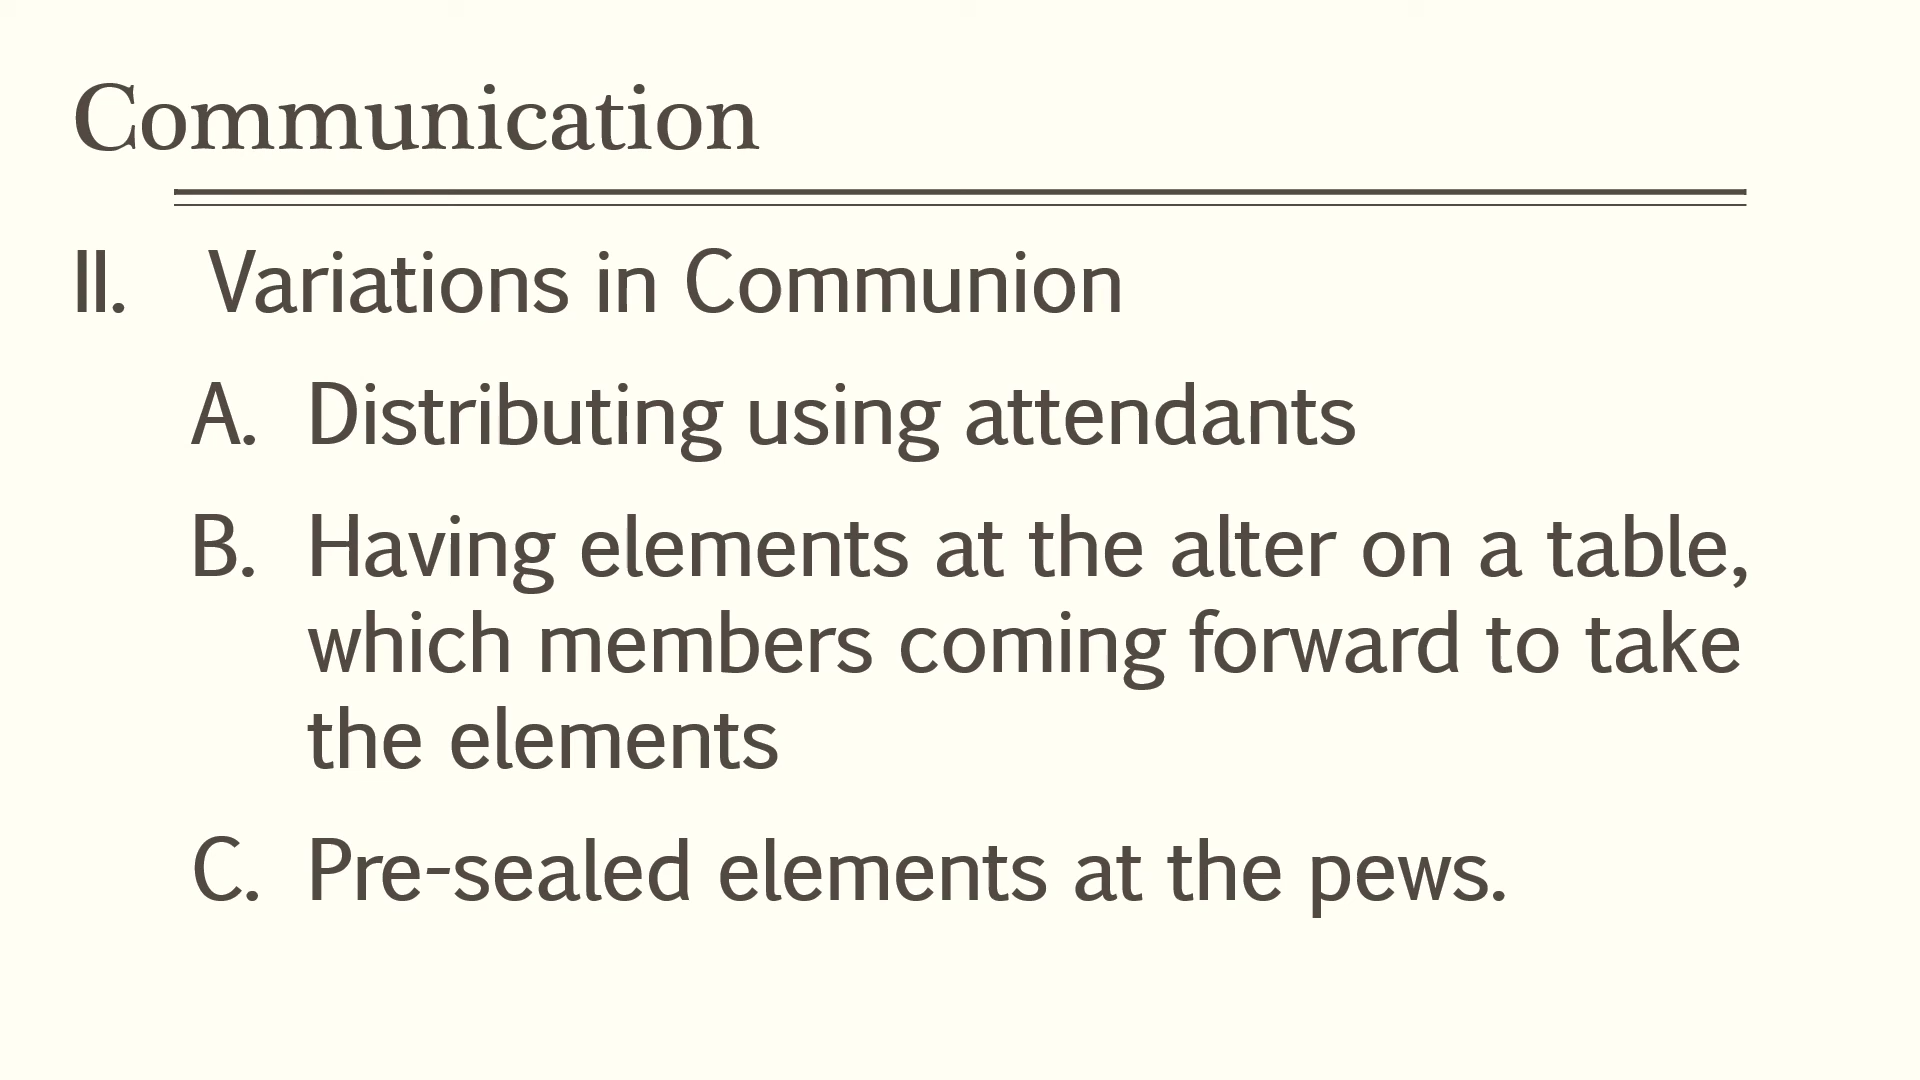 Communication
II. Variations in Communion
A. Distributing using attendants
B. Having elements at the alter on a table,
which members coming forward to take
the elements
C. Pre-sealed elements at the pews.